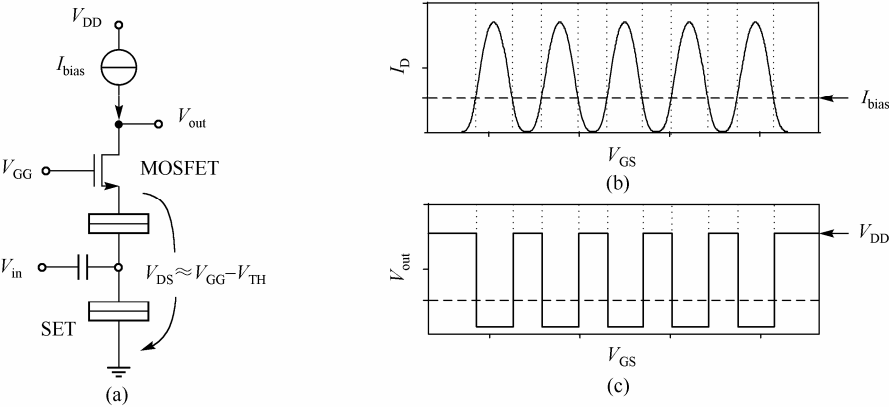 V_DD
I_bias
V_out
V_GG
MOSFET
V_in
V_DS≈V_GG–V_TH
SET
(a)
I_D
I_bias
V_GS
(b)
V_out
V_DD
V_GS
(c)